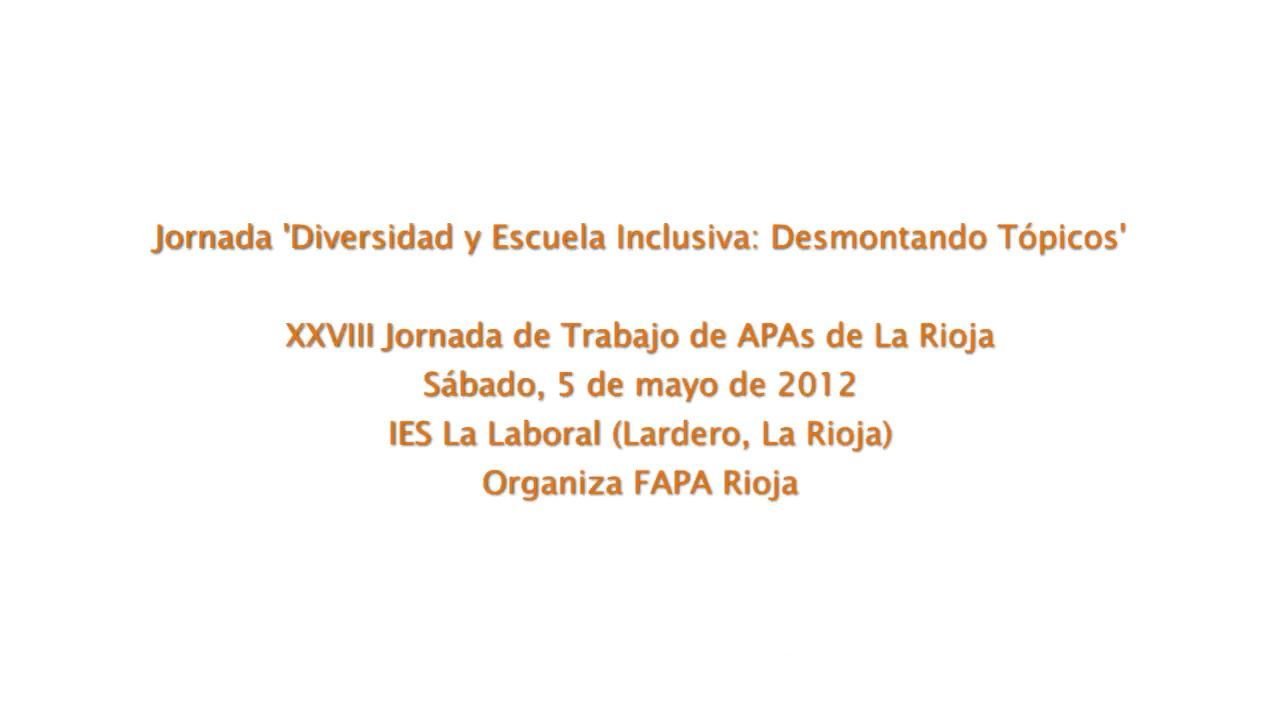 Jornada 'Diversidad y Escuela Inclusiva: Desmontando Tópicos'
XXVIII Jornada de Trabajo de APAs de La Rioja
Sábado, 5 de mayo de 2012
IES La Laboral (Lardero, La Rioja)
Organiza FAPA Rioja